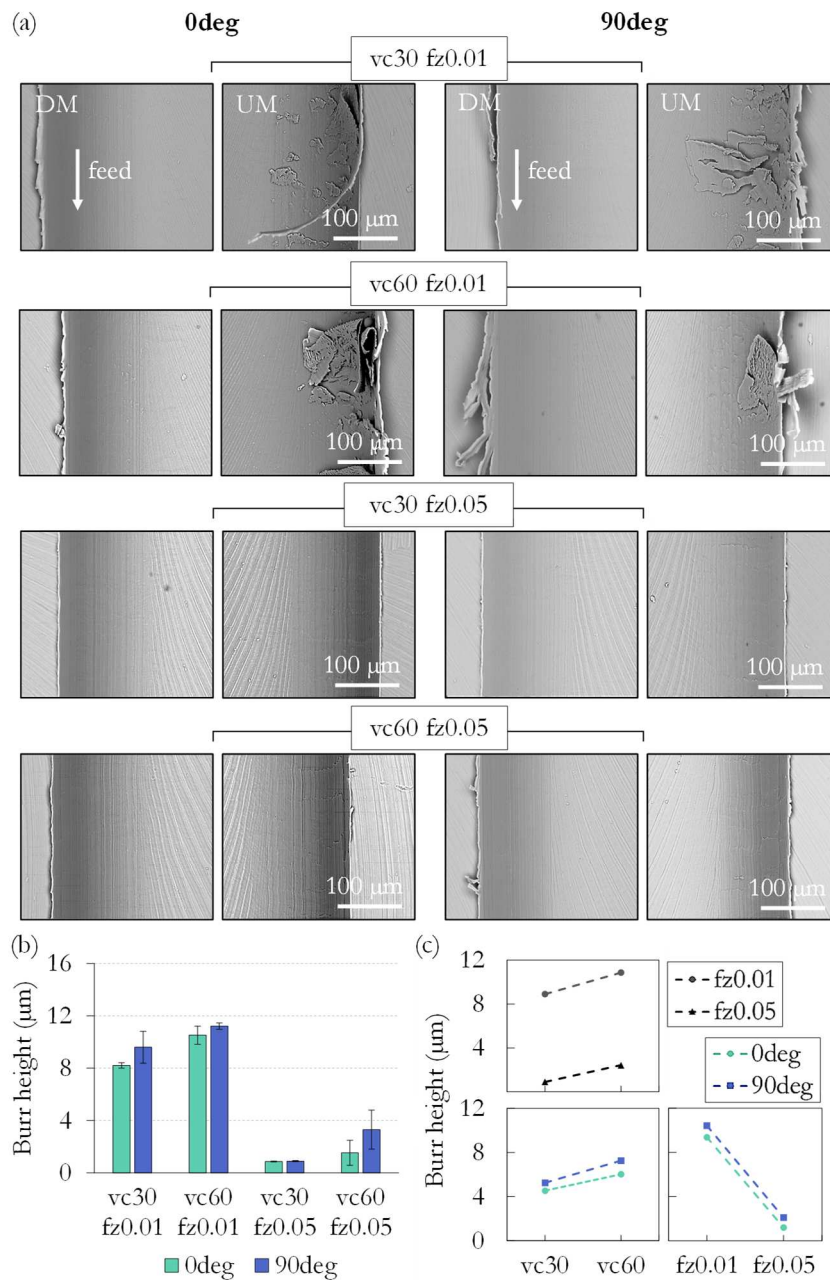 (a)
0deg
90deg
vc30 fz0.01
DM
UM
DM
UM
feed
feed
100 μm
100 μm
vc60 fz0.01
100 μm
100 μm
vc30 fz0.05
100 μm
100 μm
vc60 fz0.05
100 μm
100 μm
(b)
Burr height (μm)
16
12
8
4
0
vc30
fz0.01
vc60
fz0.01
vc30
fz0.05
vc60
fz0.05
0deg
90deg
(c)
Burr height (μm)
12
8
4
fz0.01
fz0.05
0deg
90deg
12
8
4
0
vc30
vc60
fz0.01
fz0.05